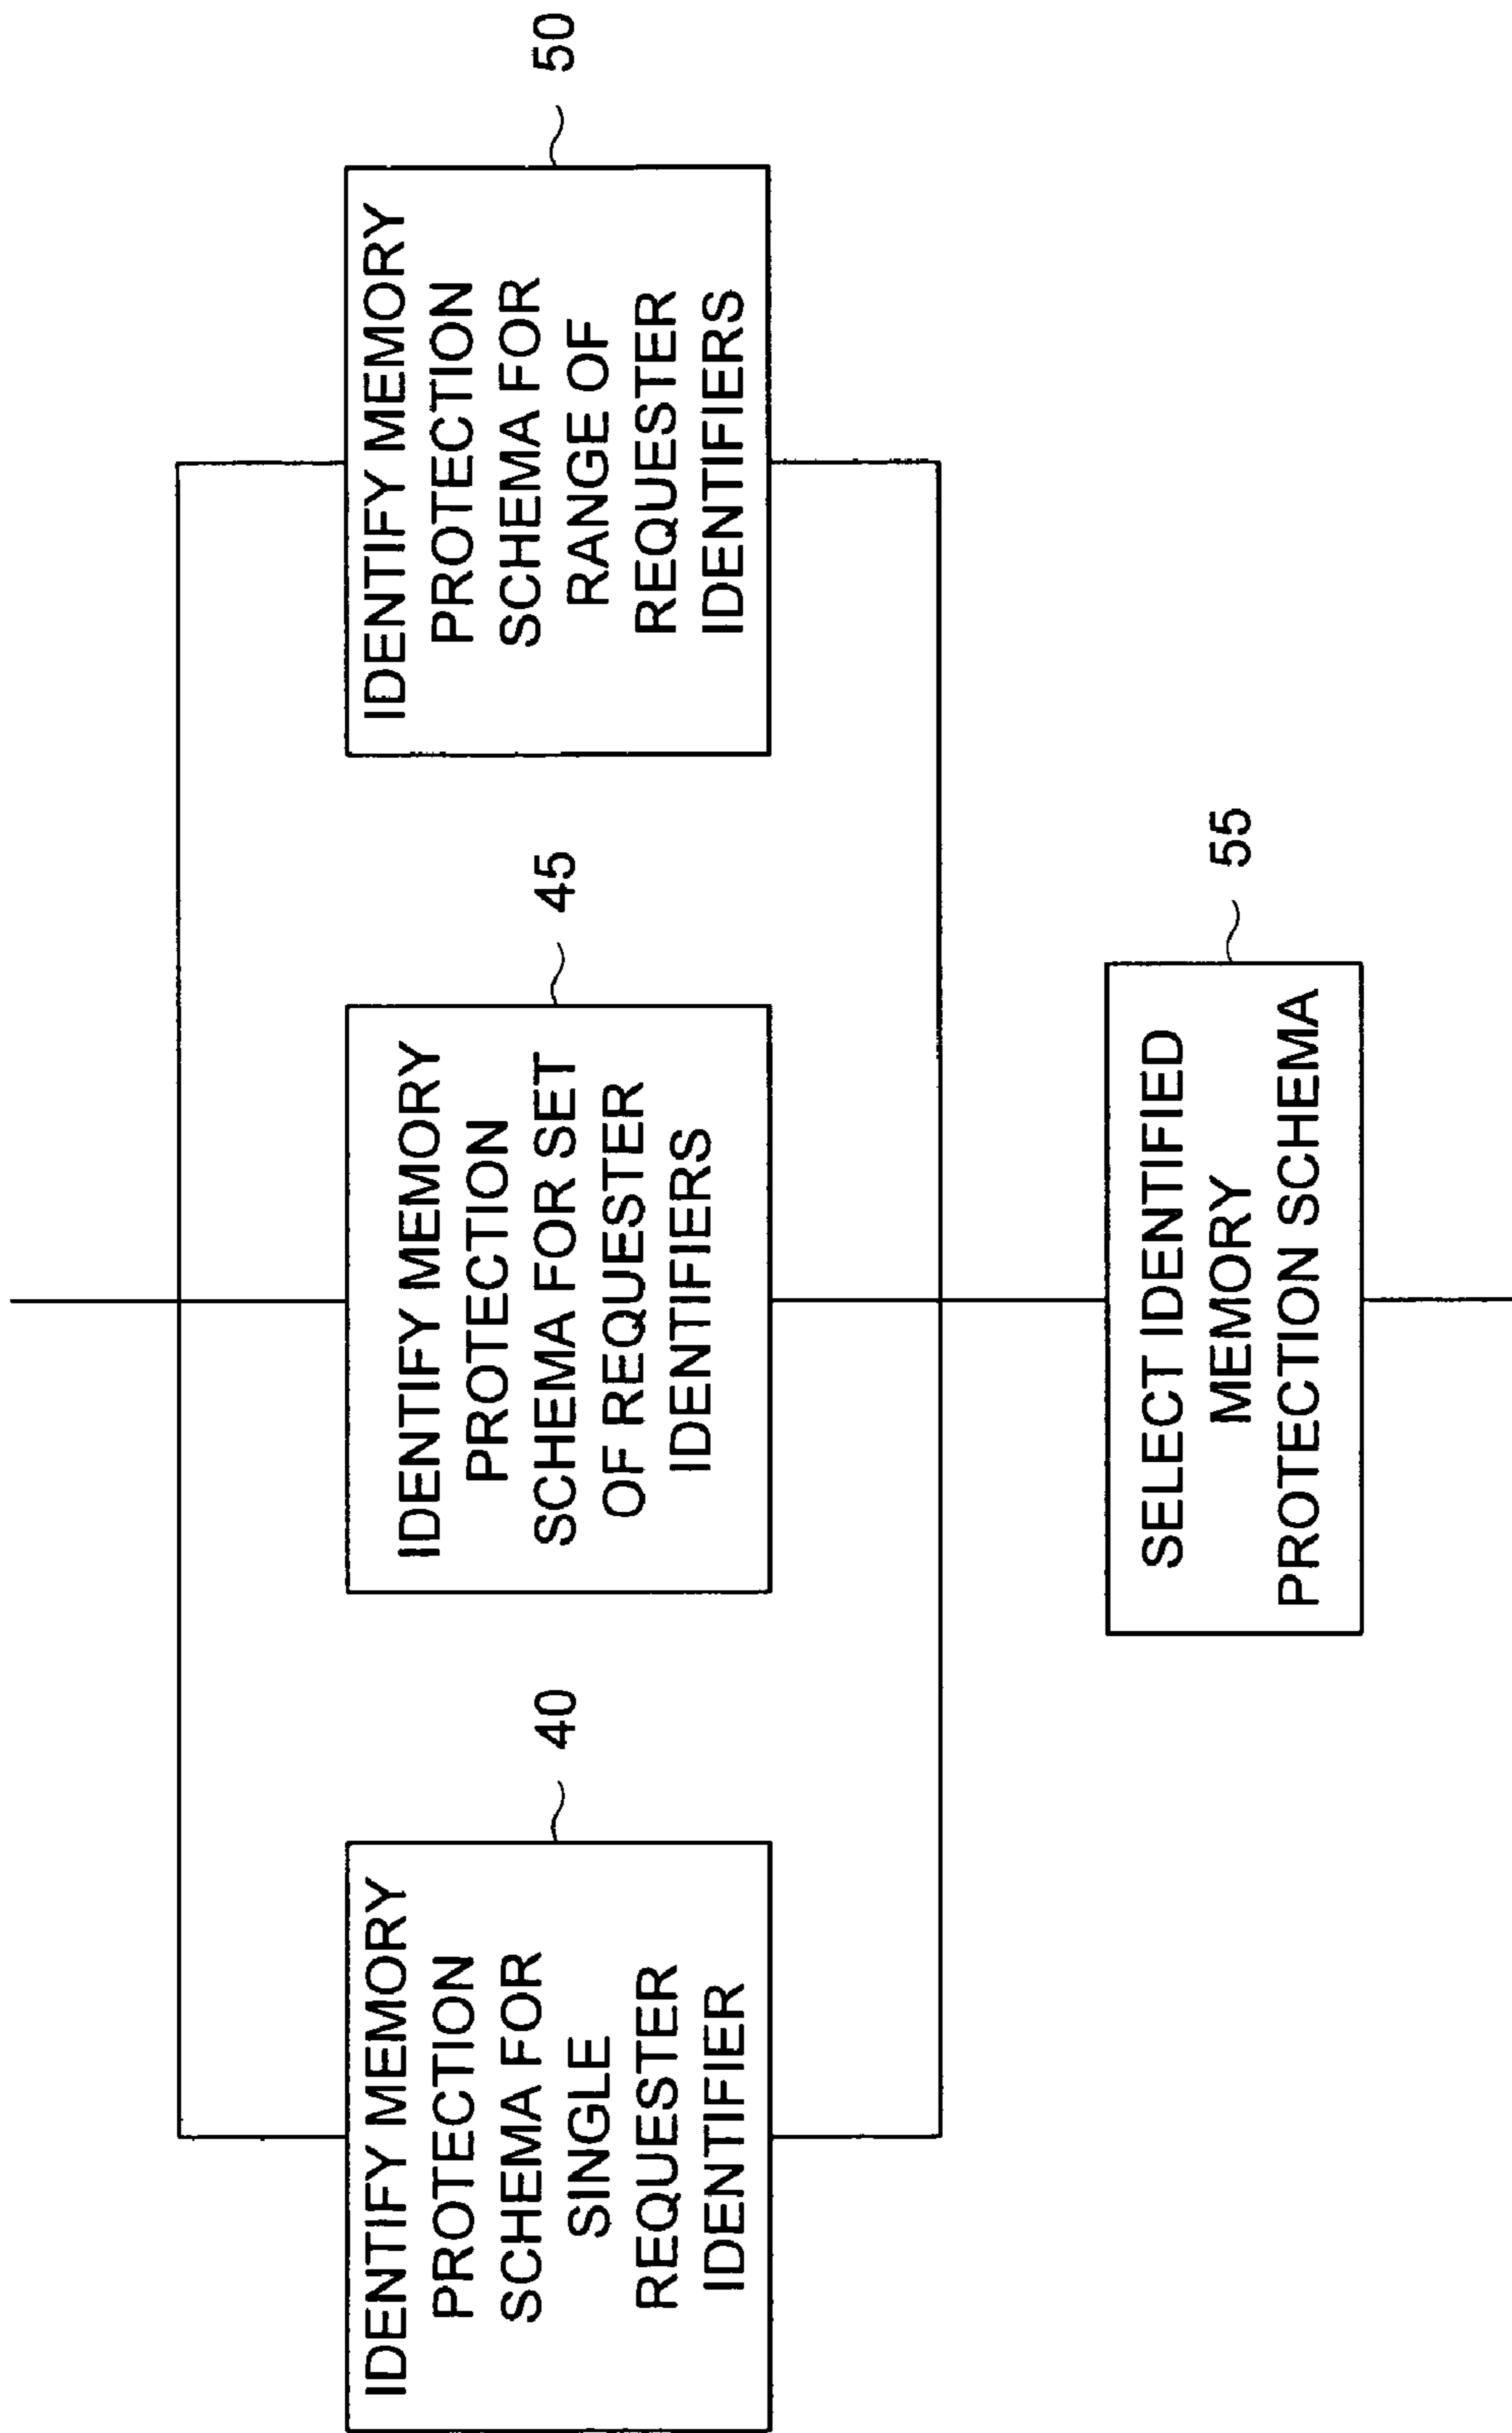 IDENTIFY MEMORY
PROTECTION
SCHEMA FOR
SINGLE
REQUESTER
IDENTIFIER
40
IDENTIFY MEMORY
PROTECTION
SCHEMA FOR SET
OF REQUESTER
IDENTIFIERS
45
IDENTIFY MEMORY
PROTECTION
SCHEMA FOR
RANGE OF
REQUESTER
IDENTIFIERS
50
SELECT IDENTIFIED
MEMORY
PROTECTION SCHEMA
55